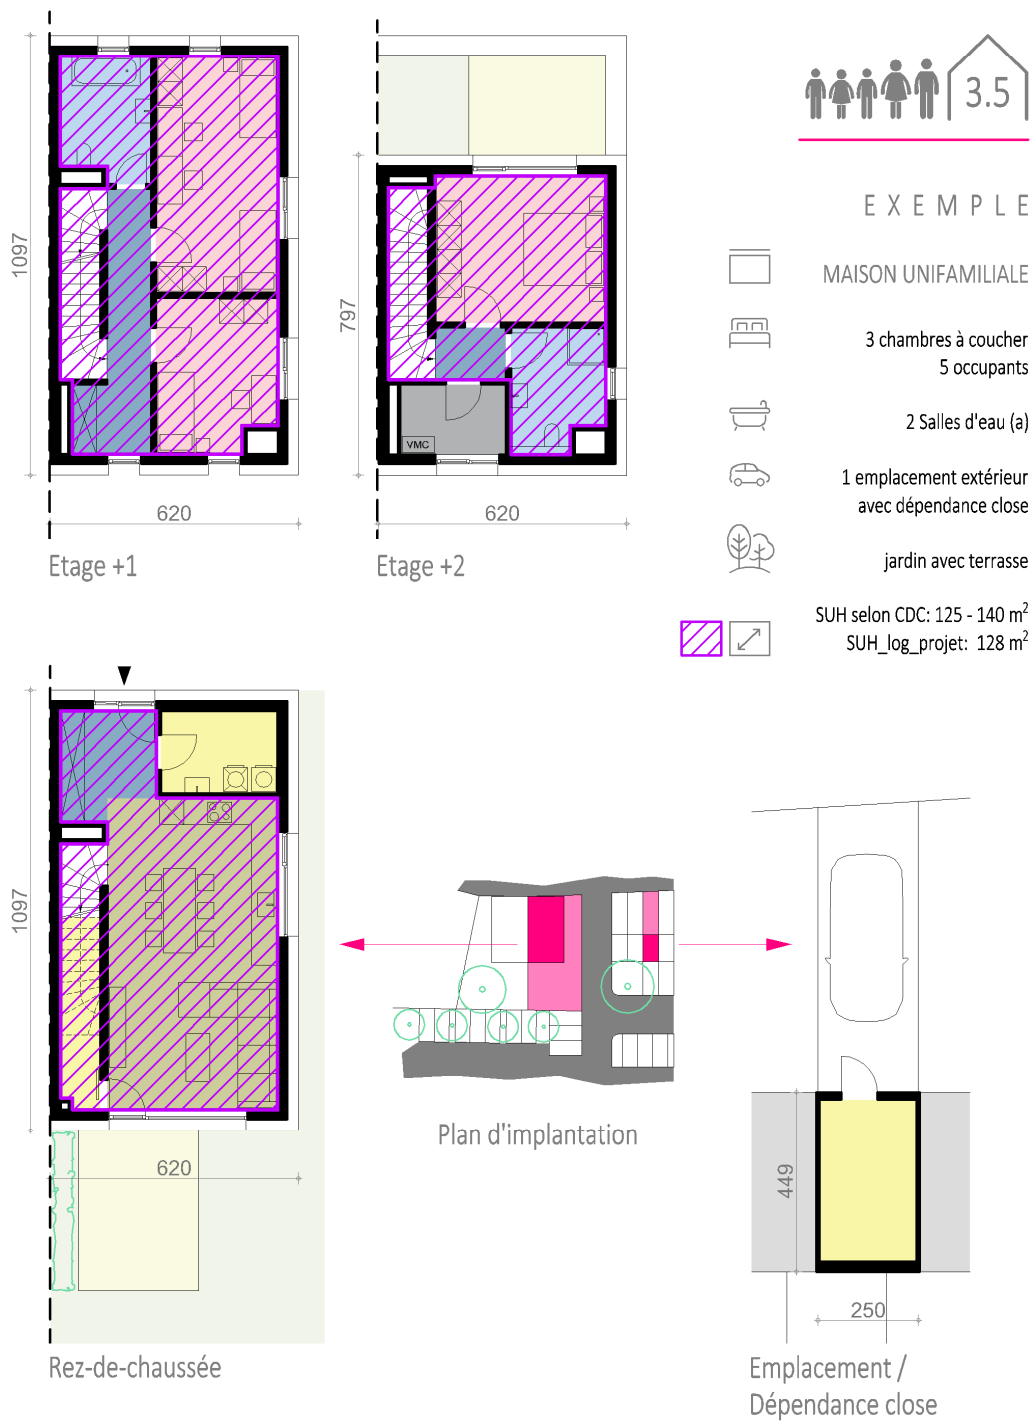 3.5
EXEMPLE
MAISON UNIFAMILIALE
3 chambres à coucher
5 occupants
2 Salles d'eau (a)
1 emplacement extérieur
avec dépendance close
jardin avec terrasse
SUH selon CDC: 125 - 140 m²
SUH_log_projet: 128 m²
1097
620
Etage +1
797
VMC
620
Etage +2
1097
620
Rez-de-chaussée
Plan d'implantation
449
250
Emplacement /
Dépendance close